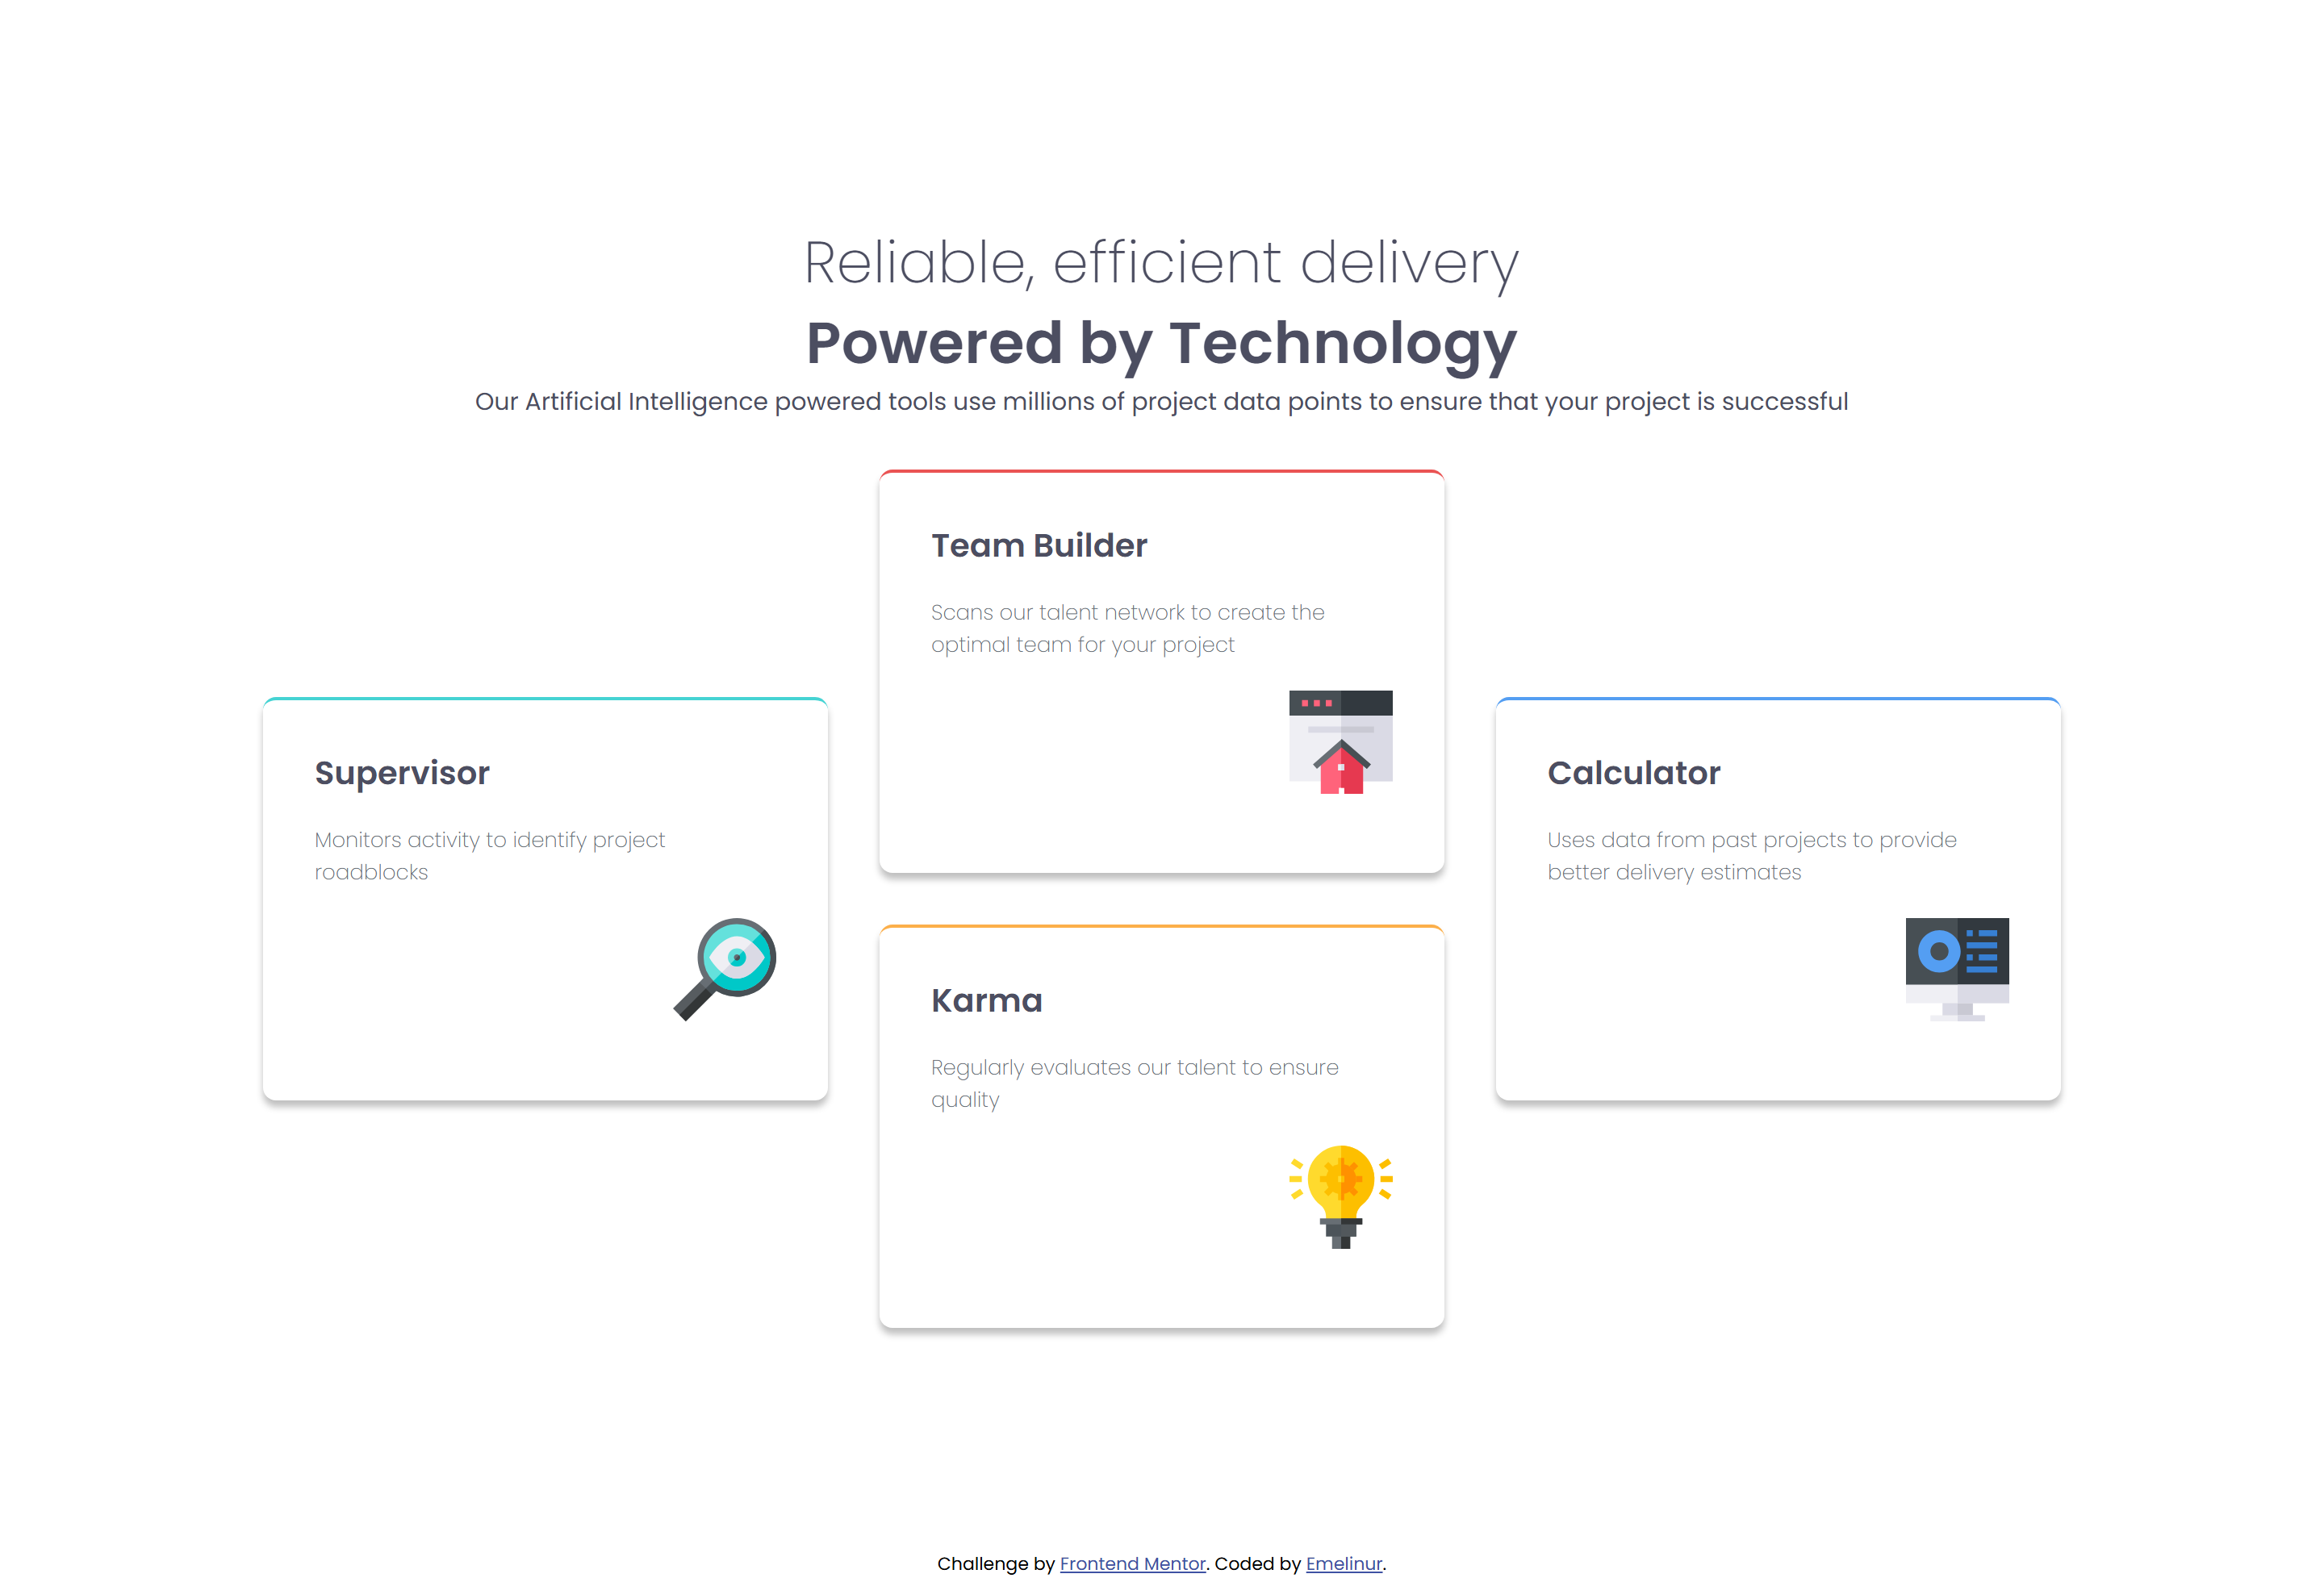 Reliable, efficient delivery
Powered by Technology
Our Artificial Intelligence powered tools use millions of project data points to ensure that your project is successful
Supervisor
Monitors activity to identify project
roadblocks
Team Builder
Scans our talent network to create the
optimal team for your project
Karma
Regularly evaluates our talent to ensure
quality
Calculator
Uses data from past projects to provide
better delivery estimates
Challenge by Frontend Mentor. Coded by Emelinur.